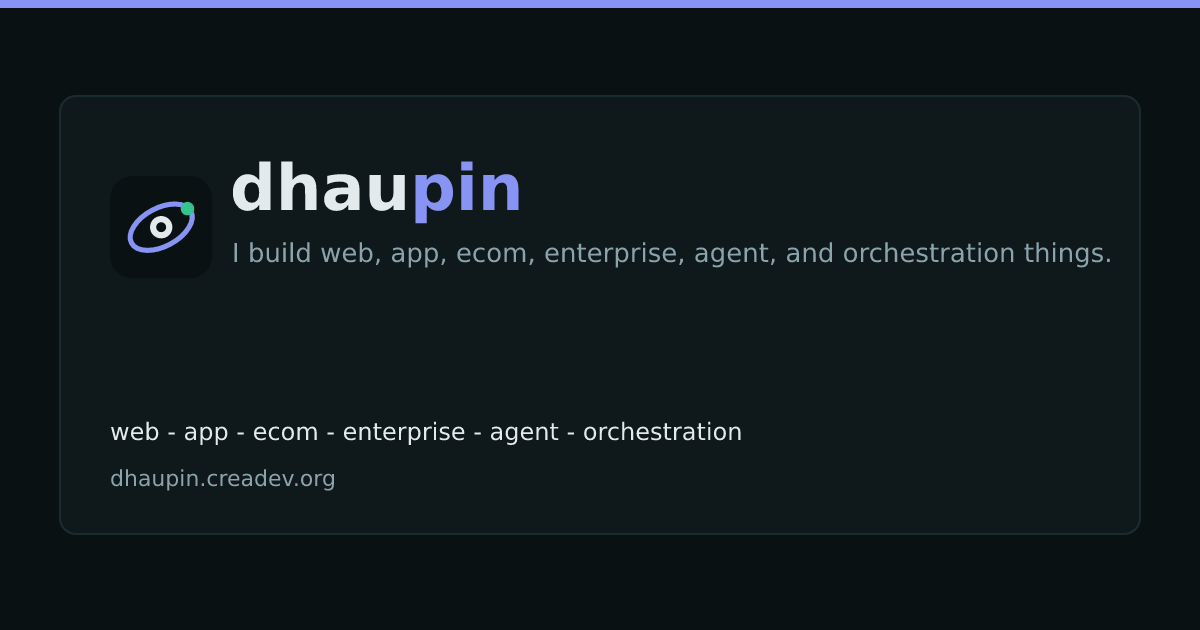 dhaupin
I build web, app, ecom, enterprise, agent, and orchestration things.
web - app - ecom - enterprise - agent - orchestration
dhaupin.creadev.org